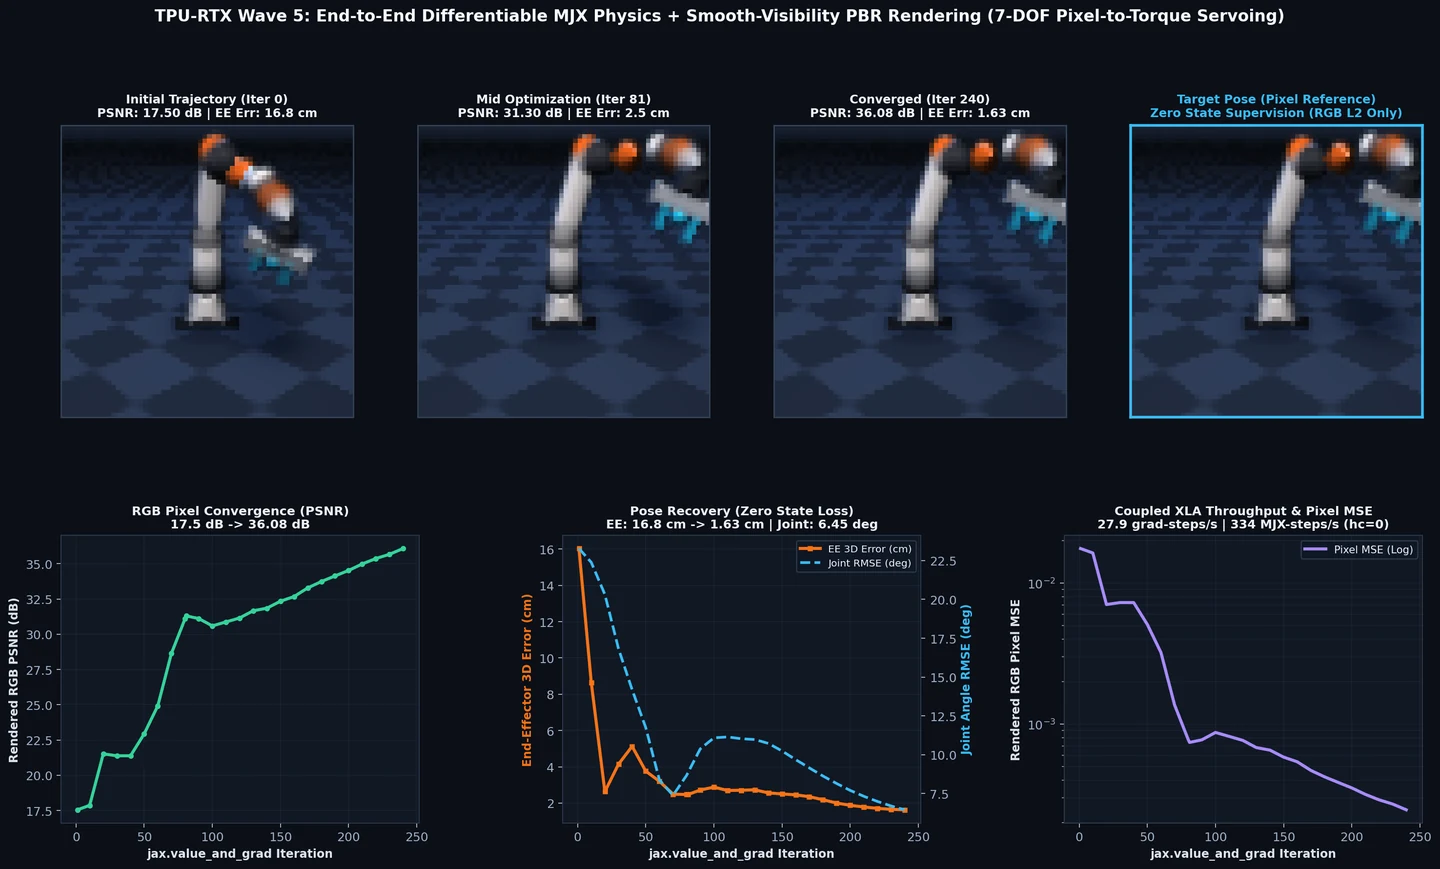 TPU-RTX Wave 5: End-to-End Differentiable MJX Physics + Smooth-Visibility PBR Rendering (7-DOF Pixel-to-Torque Servoing)
Initial Trajectory (Iter 0)
PSNR: 17.50 dB | EE Err: 16.8 cm
Mid Optimization (Iter 81)
PSNR: 31.30 dB | EE Err: 2.5 cm
Converged (Iter 240)
PSNR: 36.08 dB | EE Err: 1.63 cm
Target Pose (Pixel Reference)
Zero State Supervision (RGB L2 Only)
RGB Pixel Convergence (PSNR)
17.5 dB -> 36.08 dB
Rendered RGB PSNR (dB)
35.0
32.5
30.0
27.5
25.0
22.5
20.0
17.5
0
50
100
150
200
250
jax.value_and_grad Iteration
Pose Recovery (Zero State Loss)
EE: 16.8 cm -> 1.63 cm | Joint: 6.45 deg
EE 3D Error (cm)
Joint RMSE (deg)
End-Effector 3D Error (cm)
16
14
12
10
8
6
4
2
22.5
20.0
17.5
15.0
12.5
10.0
7.5
Joint Angle RMSE (deg)
0
50
100
150
200
250
jax.value_and_grad Iteration
Coupled XLA Throughput & Pixel MSE
27.9 grad-steps/s | 334 MJX-steps/s (hc=0)
Pixel MSE (Log)
Rendered RGB Pixel MSE
10⁻²
10⁻³
0
50
100
150
200
250
jax.value_and_grad Iteration